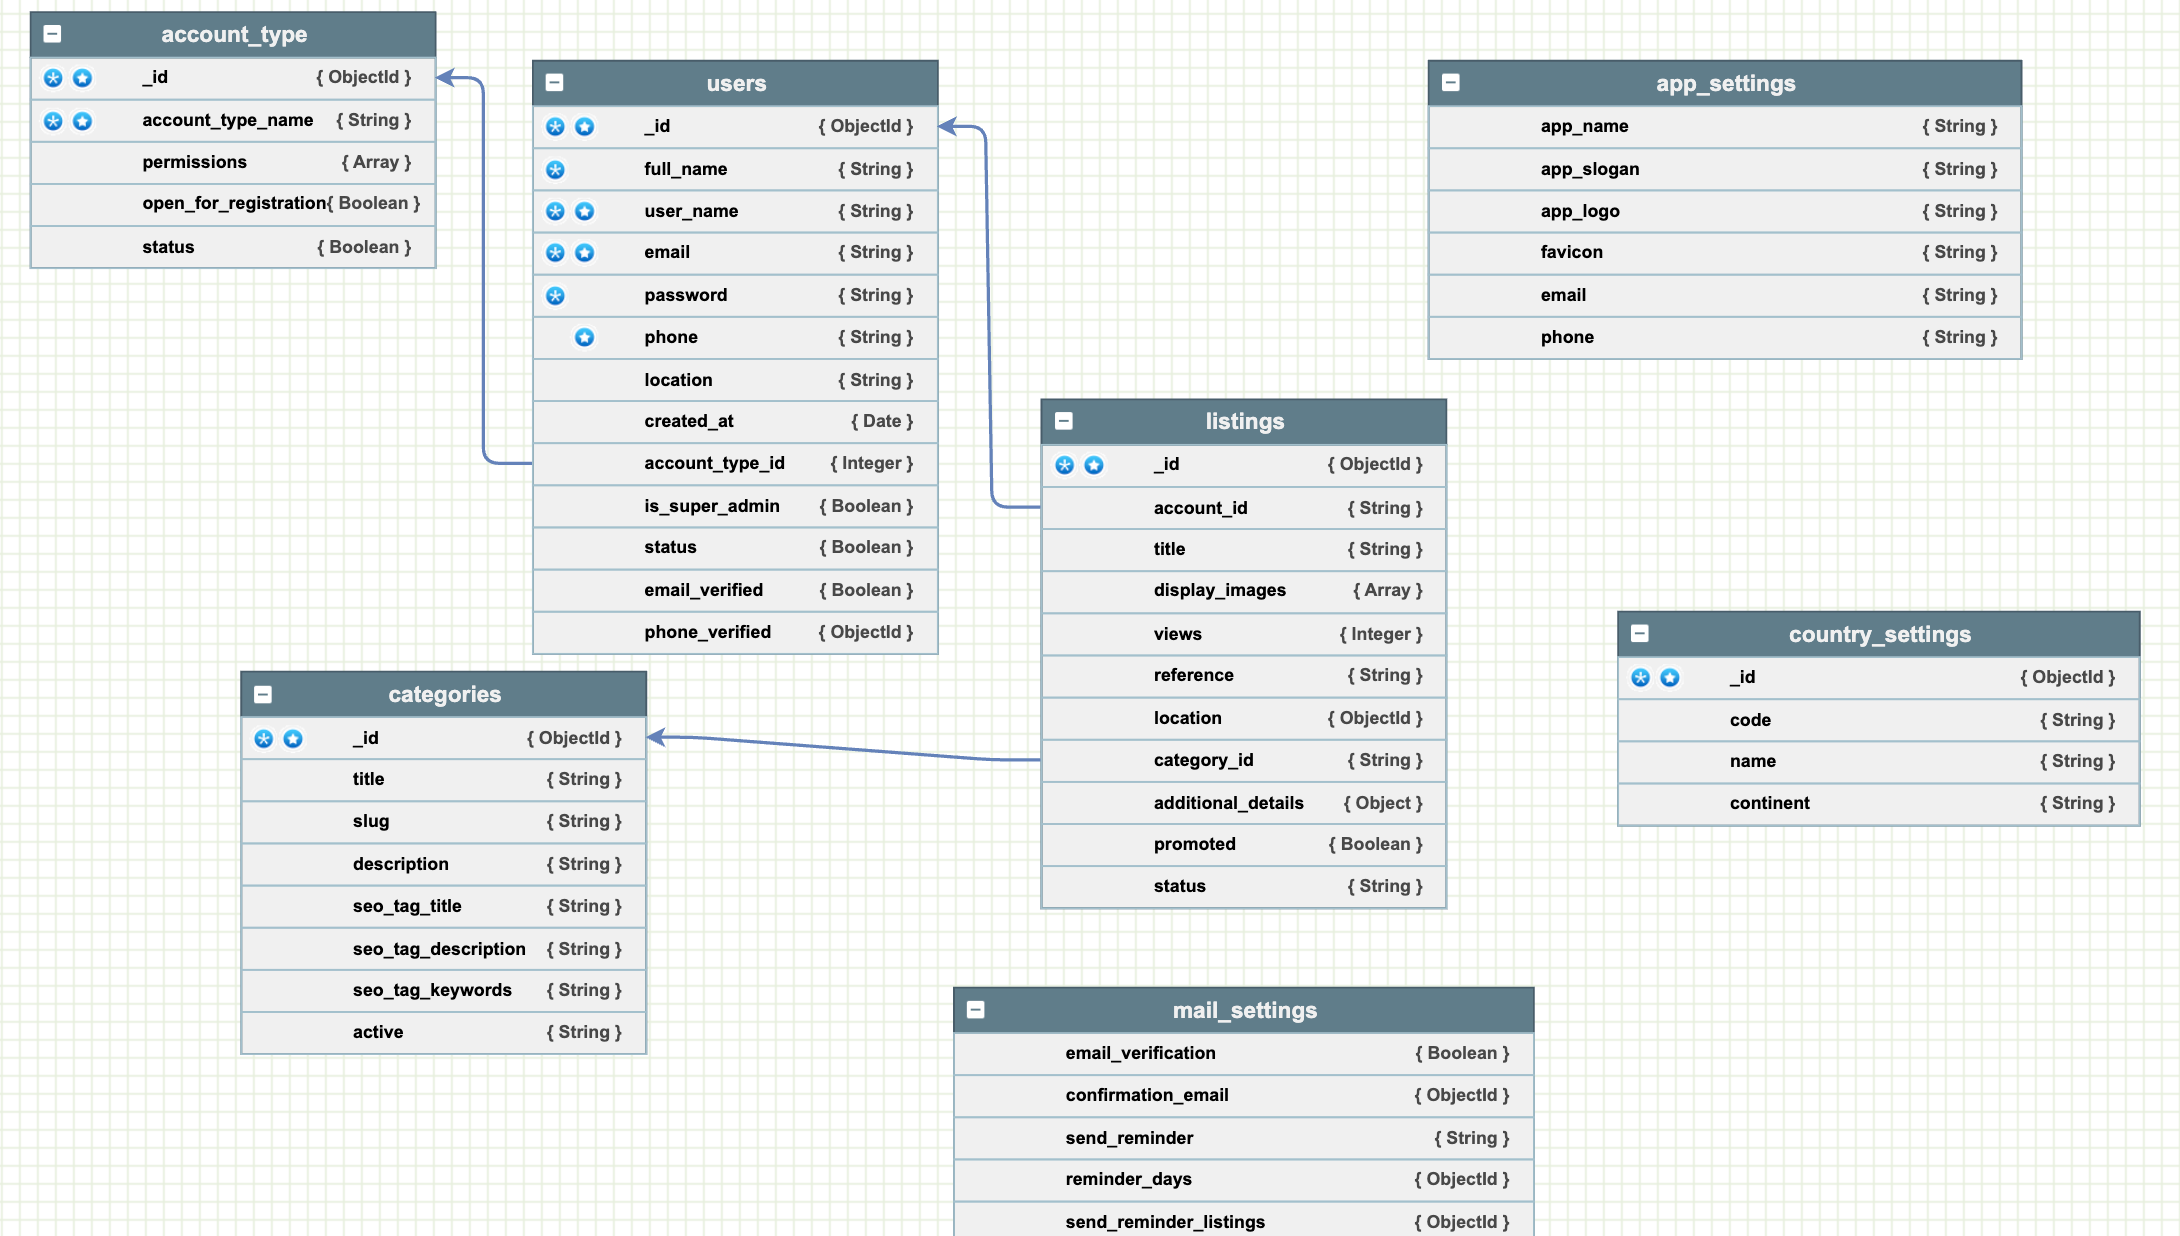 account_type
_id { ObjectId }
account_type_name { String }
permissions { Array }
open_for_registration{ Boolean }
status { Boolean }
users
_id { ObjectId }
full_name { String }
user_name { String }
email { String }
password { String }
phone { String }
location { String }
created_at { Date }
account_type_id { Integer }
is_super_admin { Boolean }
status { Boolean }
email_verified { Boolean }
phone_verified { ObjectId }
app_settings
app_name { String }
app_slogan { String }
app_logo { String }
favicon { String }
email { String }
phone { String }
listings
_id { ObjectId }
account_id { String }
title { String }
display_images { Array }
views { Integer }
reference { String }
location { ObjectId }
category_id { String }
additional_details { Object }
promoted { Boolean }
status { String }
country_settings
_id { ObjectId }
code { String }
name { String }
continent { String }
categories
_id { ObjectId }
title { String }
slug { String }
description { String }
seo_tag_title { String }
seo_tag_description { String }
seo_tag_keywords { String }
active { String }
mail_settings
email_verification { Boolean }
confirmation_email { ObjectId }
send_reminder { String }
reminder_days { ObjectId }
send_reminder_listings { ObjectId }